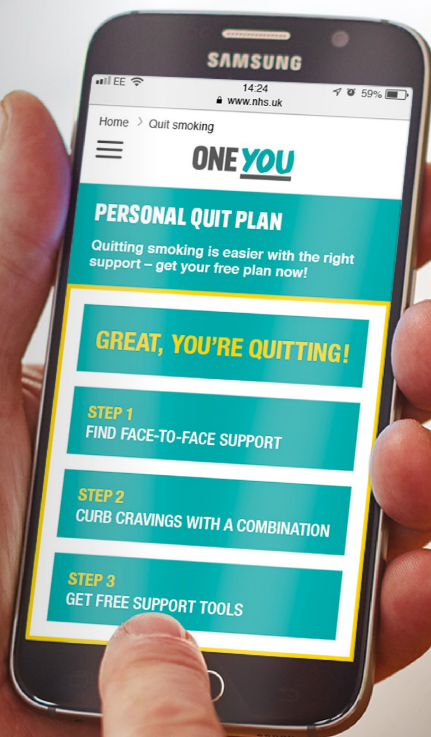 SAMSUNG
EE 14:24 59%
www.nhs.uk
Home > Quit smoking
ONE YOU
PERSONAL QUIT PLAN
Quitting smoking is easier with the right
support – get your free plan now!
GREAT, YOU'RE QUITTING!
STEP 1
FIND FACE-TO-FACE SUPPORT
STEP 2
CURB CRAVINGS WITH A COMBINATION
STEP 3
GET FREE SUPPORT TOOLS